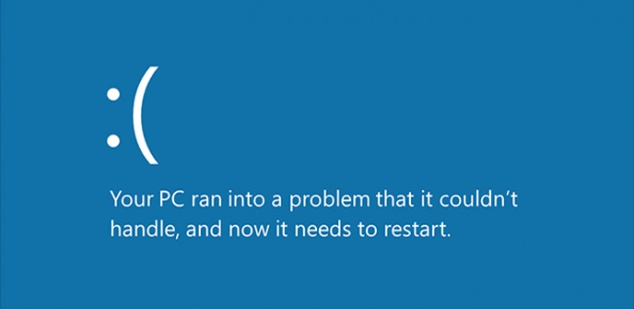 :(
Your PC ran into a problem that it couldn't
handle, and now it needs to restart.